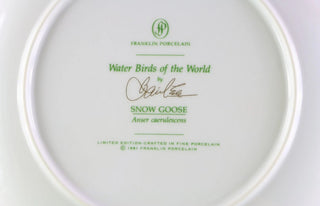 FRANKLIN PORCELAIN
Water Birds of the World
by
SNOW GOOSE
Anser caerulescens
LIMITED EDITION·CRAFTED IN FINE PORCELAIN
© 1981 FRANKLIN PORCELAIN